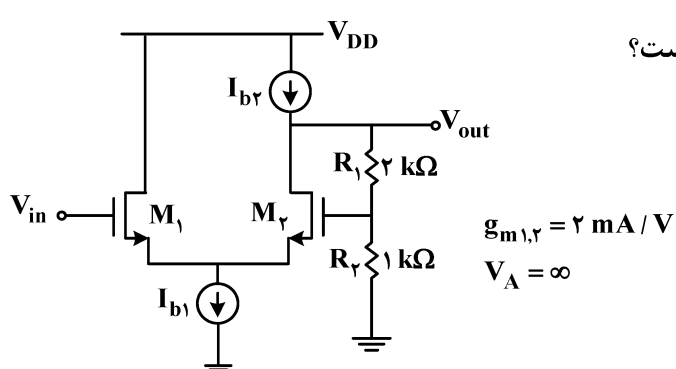 V_DD
ست؟
I_b۲
V_out
R_۱ ۲ kΩ
V_in
M_۱
M_۲
g_m۱,۲ = ۲ mA / V
R_۲ ۱ kΩ
V_A = ∞
I_b۱